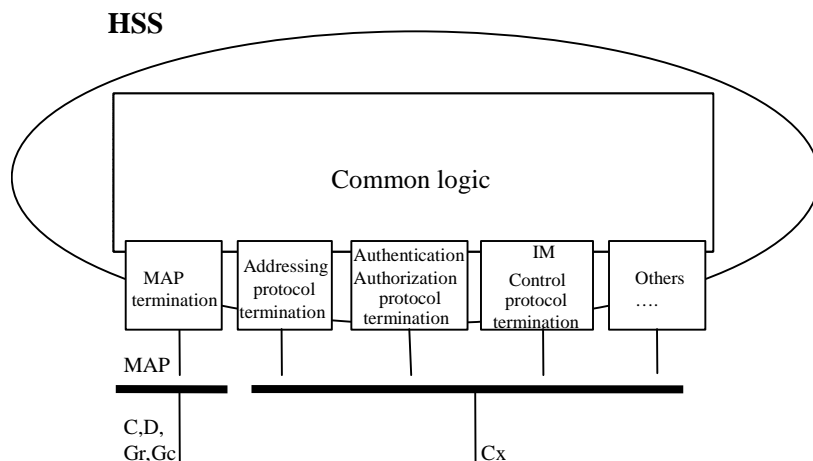 HSS
Common logic
MAP
termination
Addressing
protocol
termination
Authentication
Authorization
protocol
termination
IM
Control
protocol
termination
Others
....
MAP
C,D,
Gr,Gc
Cx